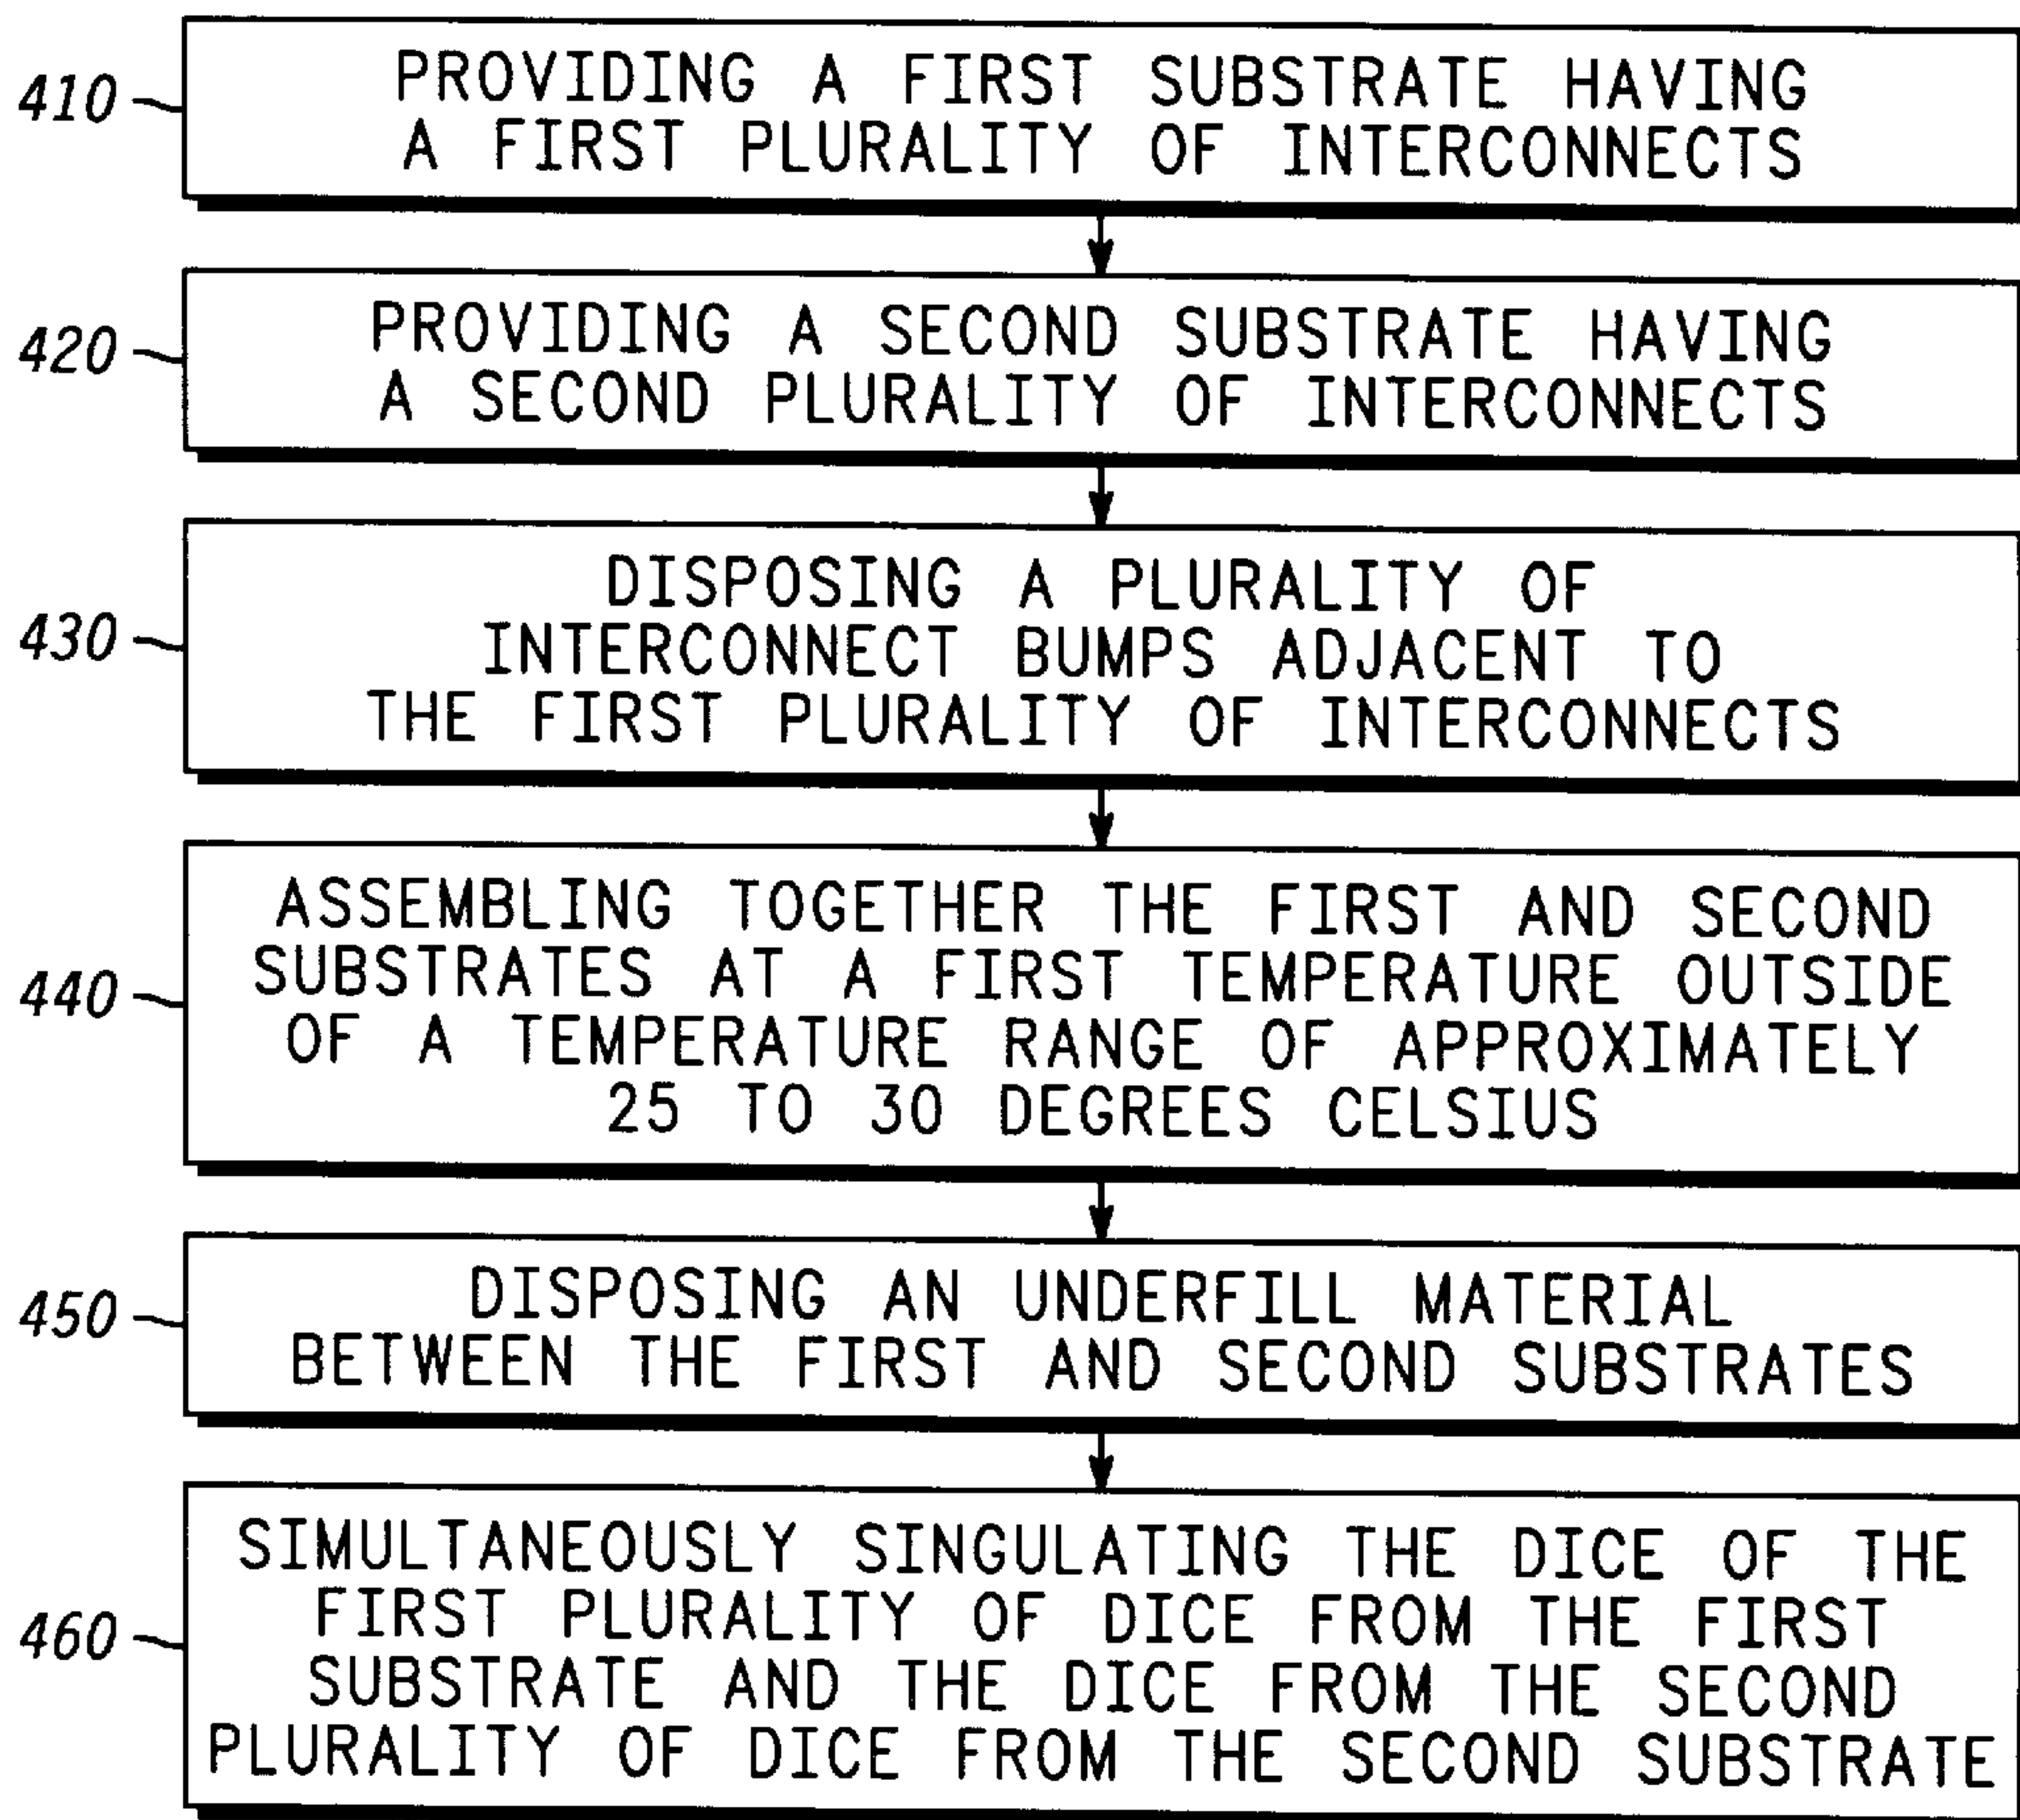 410
PROVIDING A FIRST SUBSTRATE HAVING
A FIRST PLURALITY OF INTERCONNECTS
420
PROVIDING A SECOND SUBSTRATE HAVING
A SECOND PLURALITY OF INTERCONNECTS
430
DISPOSING A PLURALITY OF
INTERCONNECT BUMPS ADJACENT TO
THE FIRST PLURALITY OF INTERCONNECTS
440
ASSEMBLING TOGETHER THE FIRST AND SECOND
SUBSTRATES AT A FIRST TEMPERATURE OUTSIDE
OF A TEMPERATURE RANGE OF APPROXIMATELY
25 TO 30 DEGREES CELSIUS
450
DISPOSING AN UNDERFILL MATERIAL
BETWEEN THE FIRST AND SECOND SUBSTRATES
460
SIMULTANEOUSLY SINGULATING THE DICE OF THE
FIRST PLURALITY OF DICE FROM THE FIRST
SUBSTRATE AND THE DICE FROM THE SECOND
PLURALITY OF DICE FROM THE SECOND SUBSTRATE